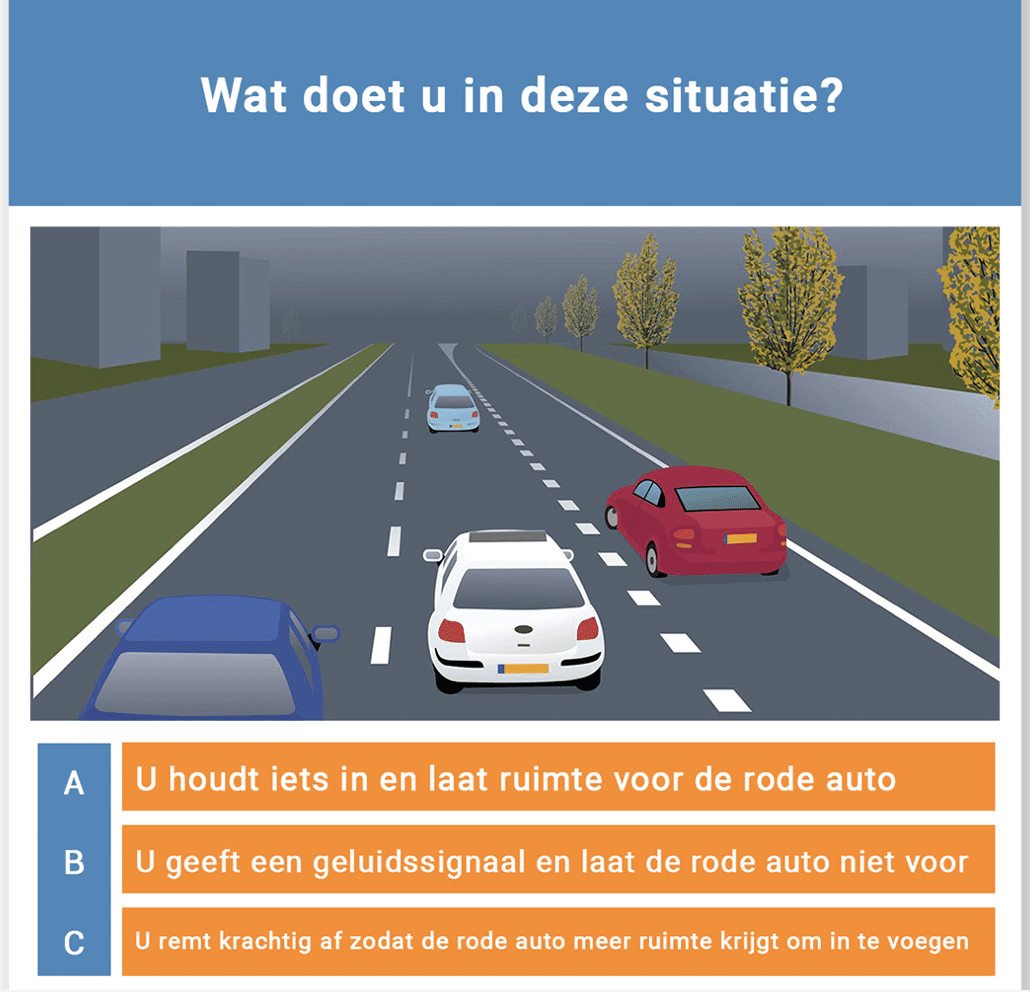 Wat doet u in deze situatie?
A
U houdt iets in en laat ruimte voor de rode auto
B
U geeft een geluidssignaal en laat de rode auto niet voor
C
U remt krachtig af zodat de rode auto meer ruimte krijgt om in te voegen